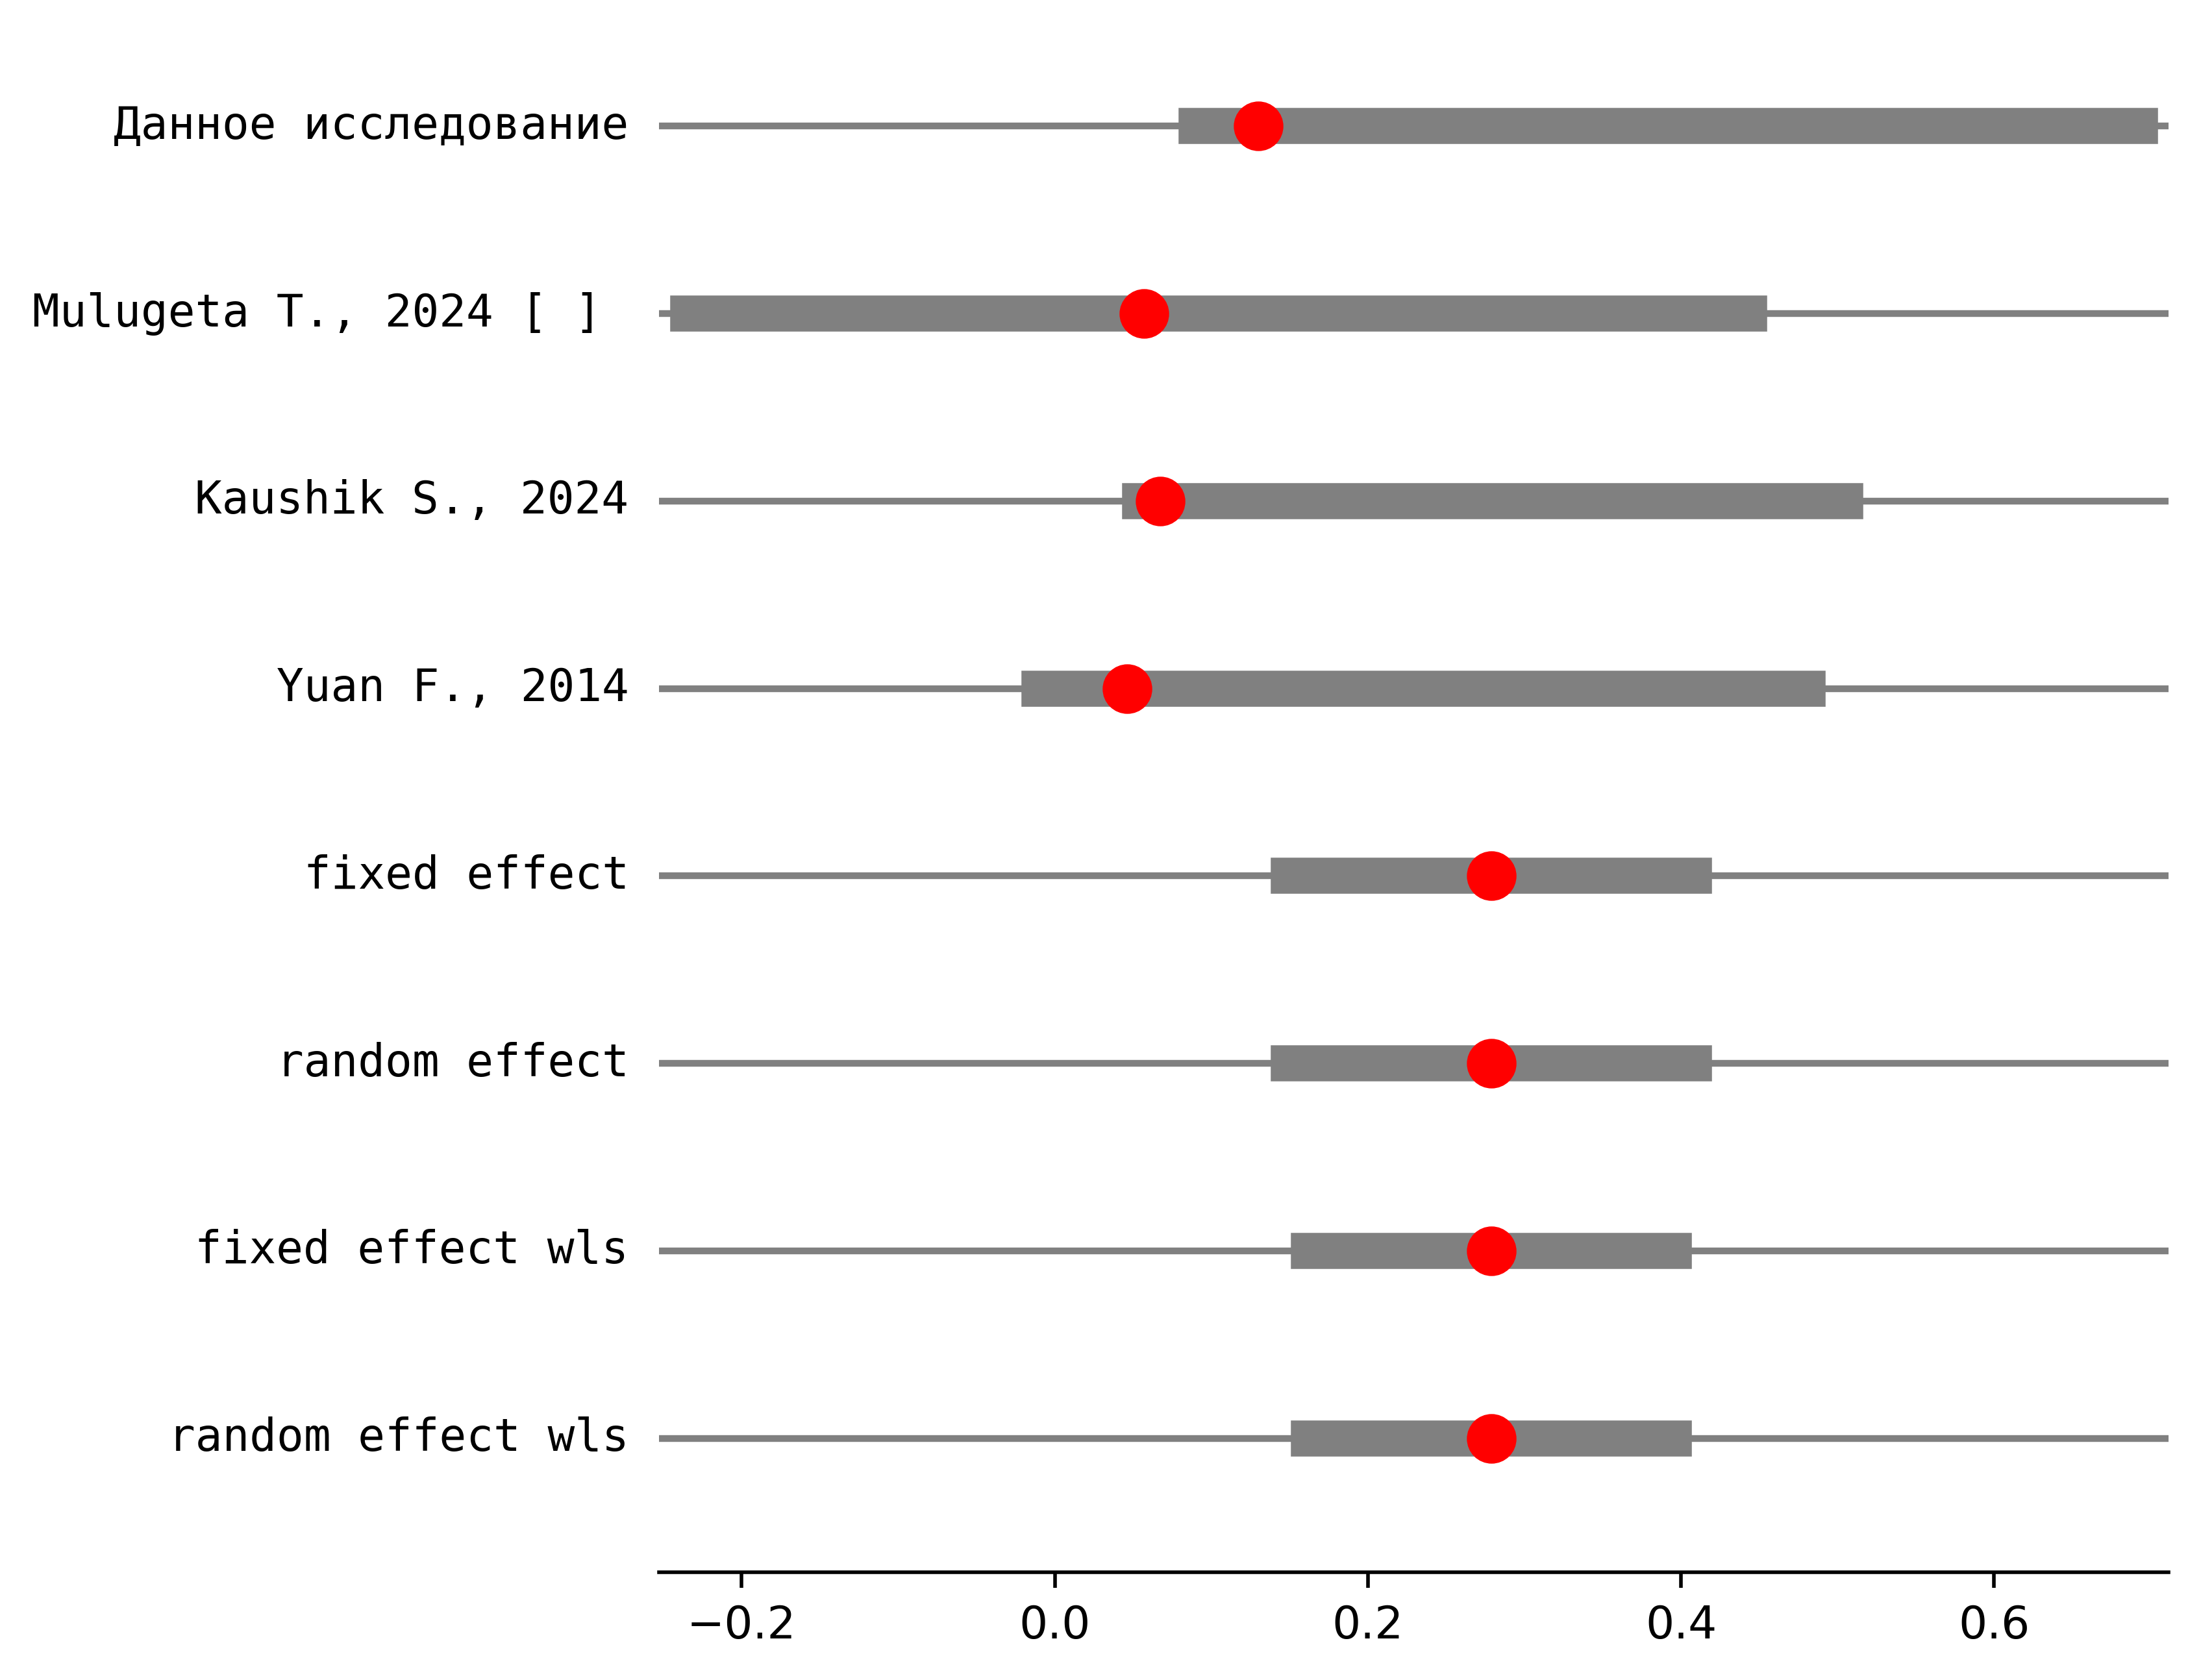 Данное исследование
Mulugeta T., 2024 [ ]
Kaushik S., 2024
Yuan F., 2014
fixed effect
random effect
fixed effect wls
random effect wls
−0.2 0.0 0.2 0.4 0.6